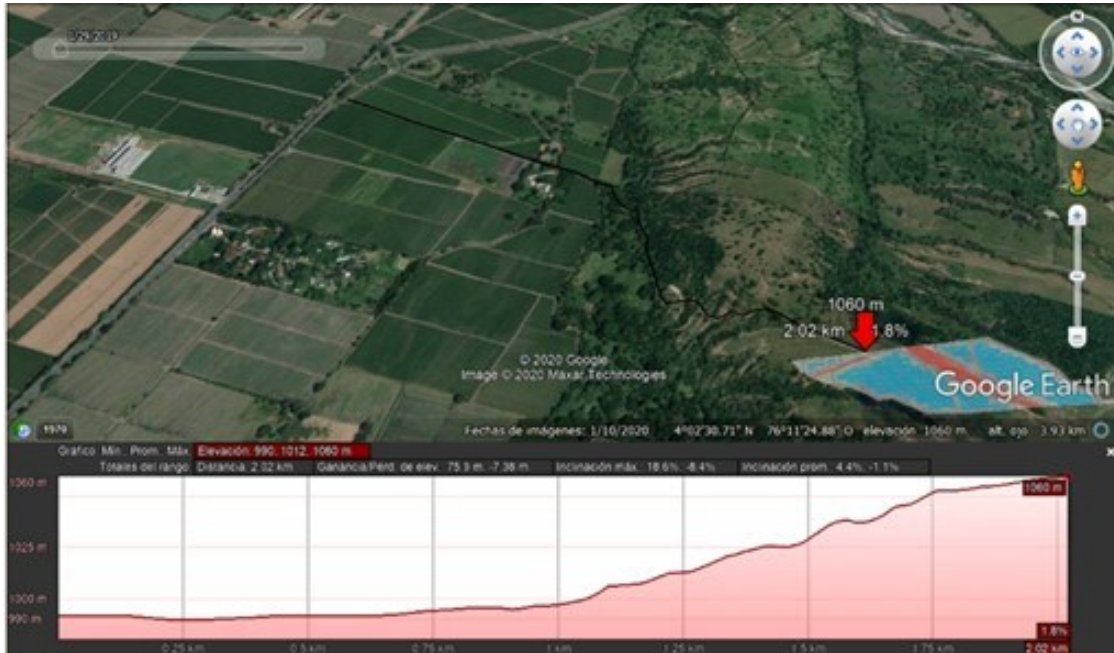 1/29/2019
N
1060 m
2.02 km 1.8%
© 2020 Google
Image © 2020 Maxar Technologies
Google Earth
1970
Fechas de imágenes: 1/10/2020 4°02'30.71" N 76°11'24.88" O elevación 1060 m alt. ojo 3.93 km
Gráfico Mín. Prom. Máx. Elevación: 990, 1012, 1060 m
Totales del rango: Distancia: 2.02 km Ganancia/Pérd. de elev.: 75.9 m, -7.36 m Inclinación máx.: 18.6%, -8.4% Inclinación prom.: 4.4%, -1.1%
1060 m
1060 m
1025 m
1000 m
990 m
1.8%
0.25 km 0.5 km 0.75 km 1 km 1.25 km 1.5 km 1.75 km 2.02 km